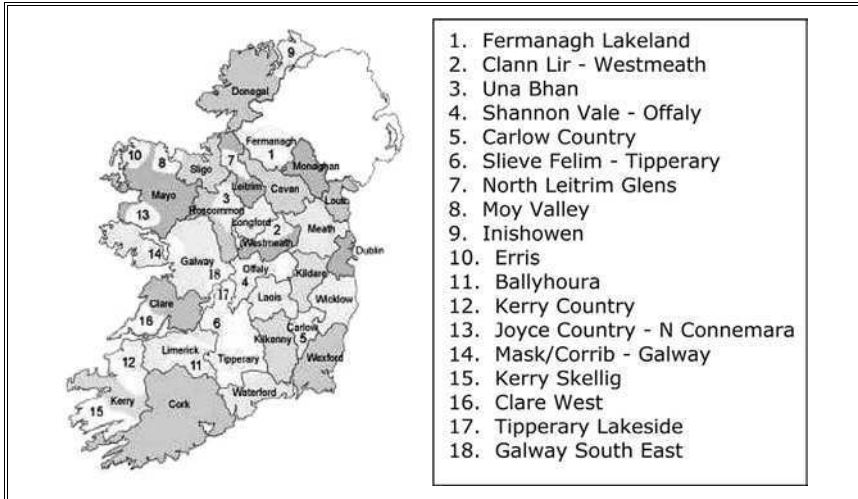 9
Donegal
Fermanagh
1
10
8
Sligo
7
Monaghan
Leitrim
Cavan
Mayo
3
Roscommon
Louth
13
Longford
2
Meath
14
Westmeath
Dublin
Galway
18
Offaly
4
Kildare
17
Laois
Wicklow
Clare
16
6
Carlow
5
Limerick
Kilkenny
12
11
Tipperary
Wexford
Waterford
Kerry
15
Cork
1. Fermanagh Lakeland
2. Clann Lir - Westmeath
3. Una Bhan
4. Shannon Vale - Offaly
5. Carlow Country
6. Slieve Felim - Tipperary
7. North Leitrim Glens
8. Moy Valley
9. Inishowen
10. Erris
11. Ballyhoura
12. Kerry Country
13. Joyce Country - N Connemara
14. Mask/Corrib - Galway
15. Kerry Skellig
16. Clare West
17. Tipperary Lakeside
18. Galway South East